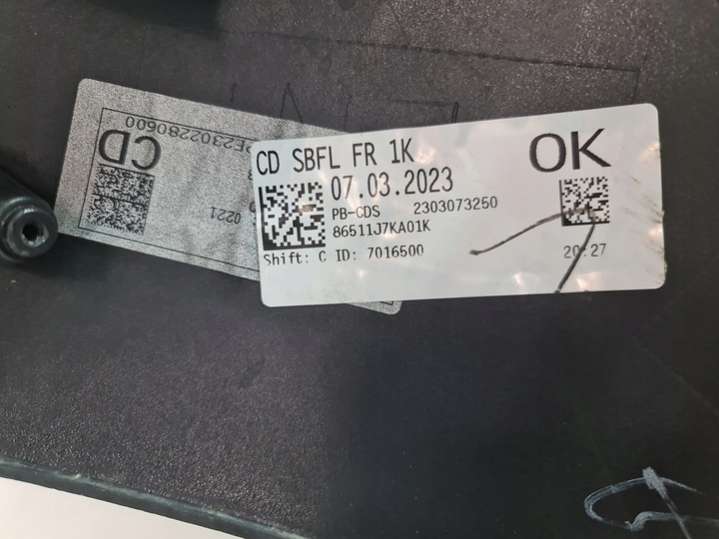 CD SBFL FR 1K
OK
07.03.2023
PB-CDS 2303073250
86511J7KA01K
Shift: C ID: 7016500
20:27
CD
PE2302280600
0221